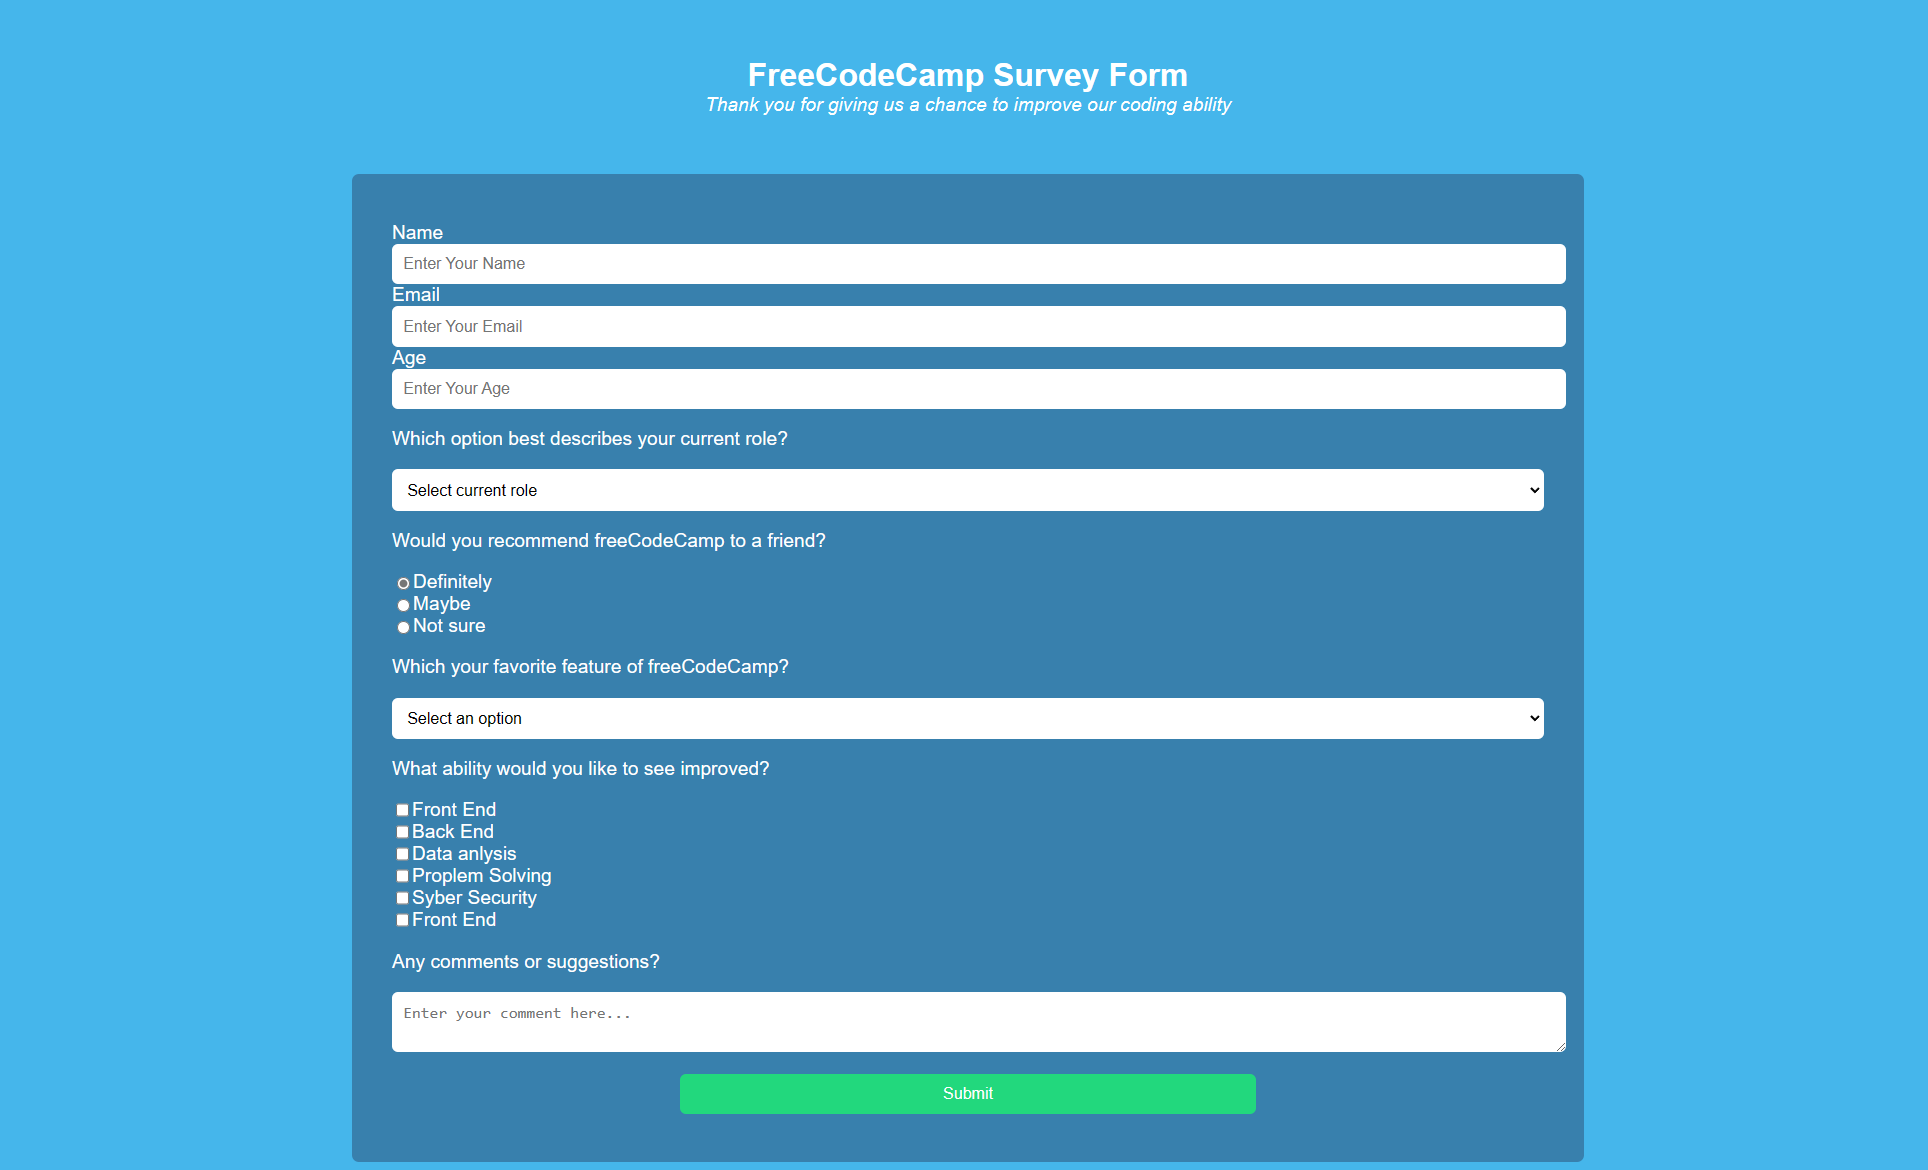 FreeCodeCamp Survey Form
Thank you for giving us a chance to improve our coding ability
Name
Enter Your Name
Email
Enter Your Email
Age
Enter Your Age
Which option best describes your current role?
Select current role
Would you recommend freeCodeCamp to a friend?
Definitely
Maybe
Not sure
Which your favorite feature of freeCodeCamp?
Select an option
What ability would you like to see improved?
Front End
Back End
Data anlysis
Proplem Solving
Syber Security
Front End
Any comments or suggestions?
Enter your comment here...
Submit